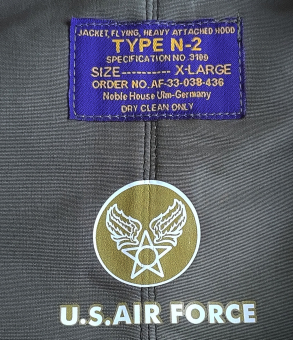 JACKET, FLYING, HEAVY ATTACHED HOOD
TYPE N-2
SPECIFICATION NO. 3109
SIZE---------- X-LARGE
ORDER NO. AF-33-038-436
Noble House Ulm-Germany
DRY CLEAN ONLY
U.S.AIR FORCE